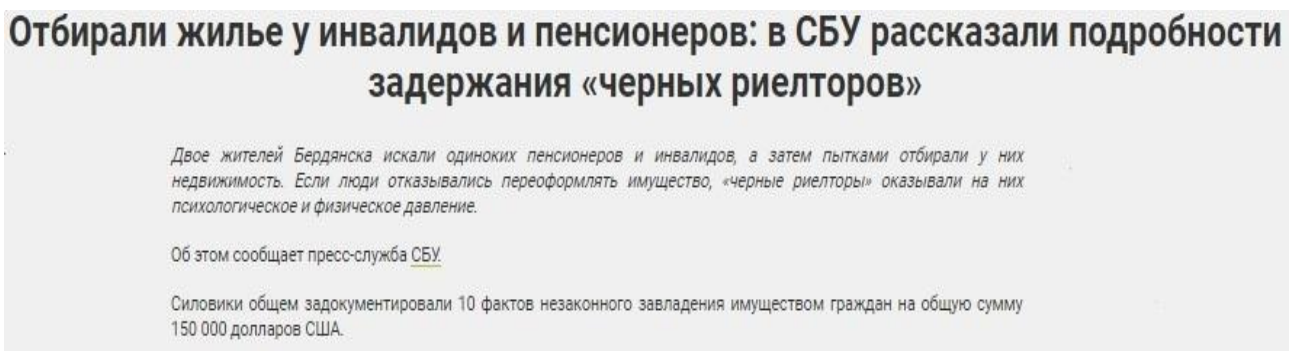 Отбирали жилье у инвалидов и пенсионеров: в СБУ рассказали подробности
задержания «черных риелторов»
Двое жителей Бердянска искали одиноких пенсионеров и инвалидов, а затем пытками отбирали у них
недвижимость. Если люди отказывались переоформлять имущество, «черные риелторы» оказывали на них
психологическое и физическое давление.
Об этом сообщает пресс-служба СБУ.
Силовики общем задокументировали 10 фактов незаконного завладения имуществом граждан на общую сумму
150 000 долларов США.